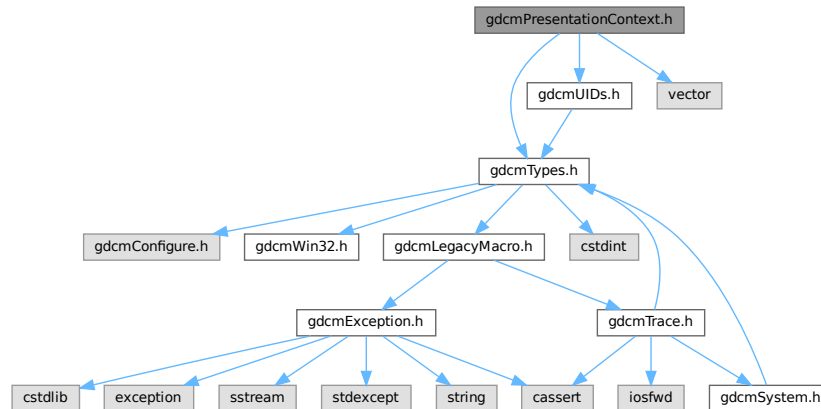 gdcmPresentationContext.h
gdcmUIDs.h
vector
gdcmTypes.h
gdcmConfigure.h
gdcmWin32.h
gdcmLegacyMacro.h
cstdint
gdcmException.h
gdcmTrace.h
cstdlib
exception
sstream
stdexcept
string
cassert
iosfwd
gdcmSystem.h